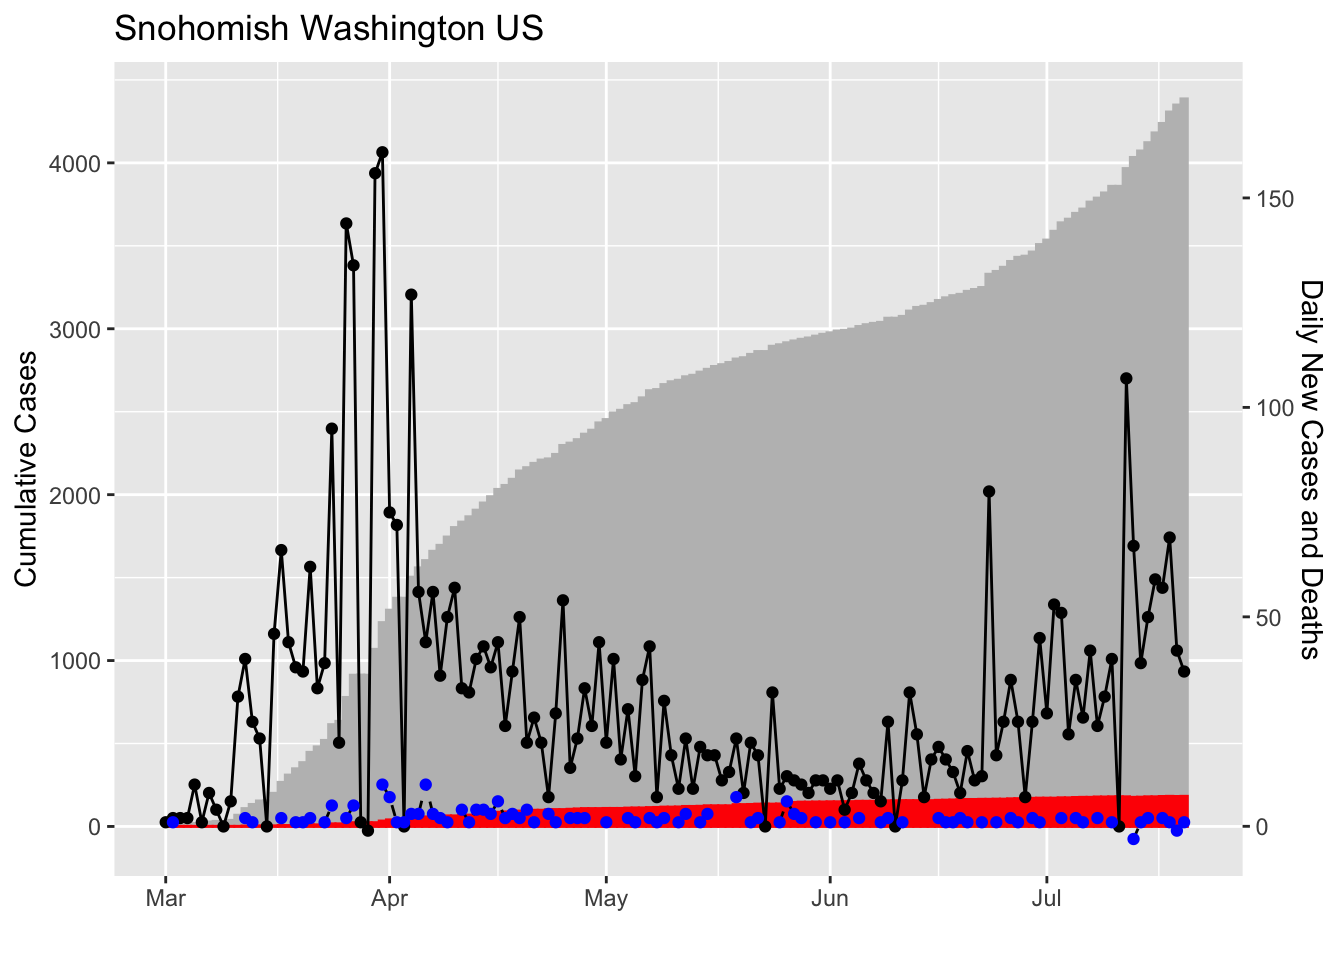 Snohomish Washington US
Cumulative Cases
4000
3000
2000
1000
0
150
100
50
0
Daily New Cases and Deaths
Mar
Apr
May
Jun
Jul